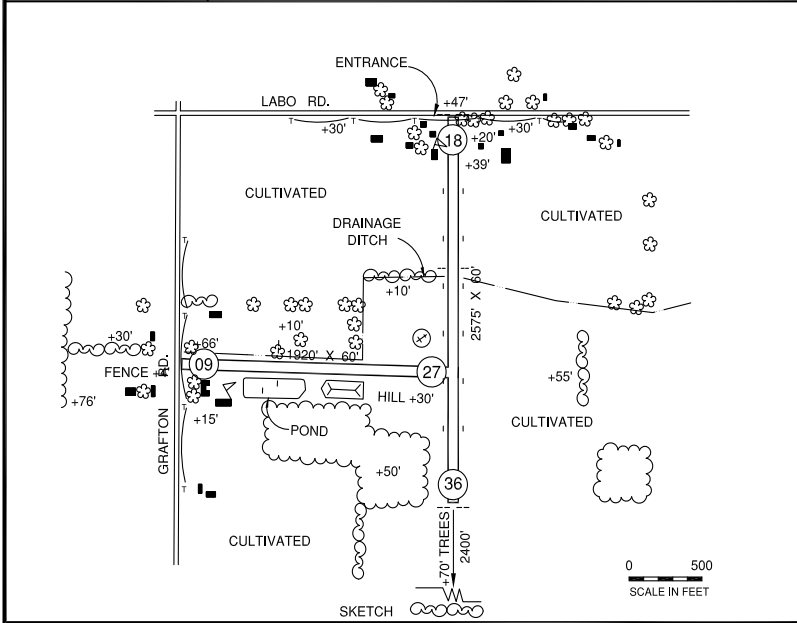 ENTRANCE
LABO RD.
+47'
+30'
+20'
+30'
18
+39'
CULTIVATED
CULTIVATED
DRAINAGE
DITCH
+10'
2575' X 60'
+30'
+66'
+10'
1920' X 60'
09
27
FENCE
RD.
+76'
+15'
HILL +30'
+55'
GRAFTON
POND
CULTIVATED
+50'
36
CULTIVATED
+70' TREES
2400'
0 500
SCALE IN FEET
SKETCH